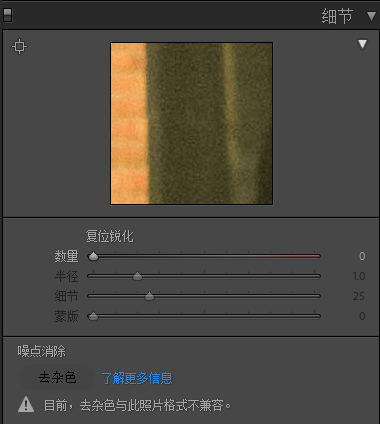 细节
复位锐化
数量 0
半径 1.0
细节 25
蒙版 0
噪点消除
去杂色 了解更多信息
目前，去杂色与此照片格式不兼容。